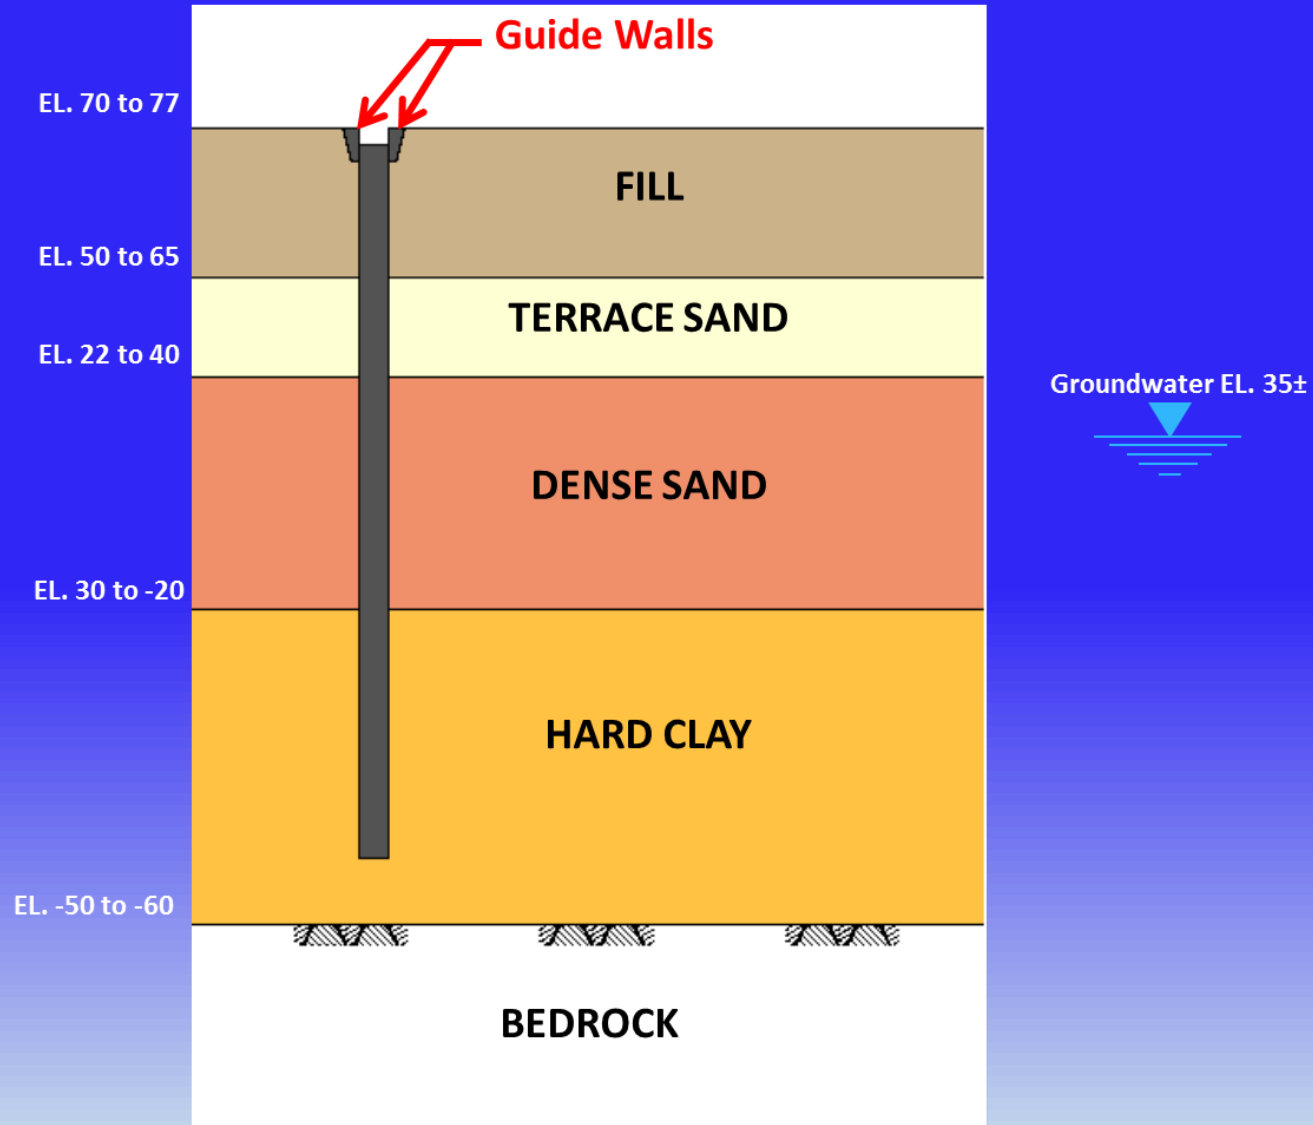 Guide Walls
EL. 70 to 77
FILL
EL. 50 to 65
TERRACE SAND
EL. 22 to 40
Groundwater EL. 35±
DENSE SAND
EL. 30 to -20
HARD CLAY
EL. -50 to -60
BEDROCK